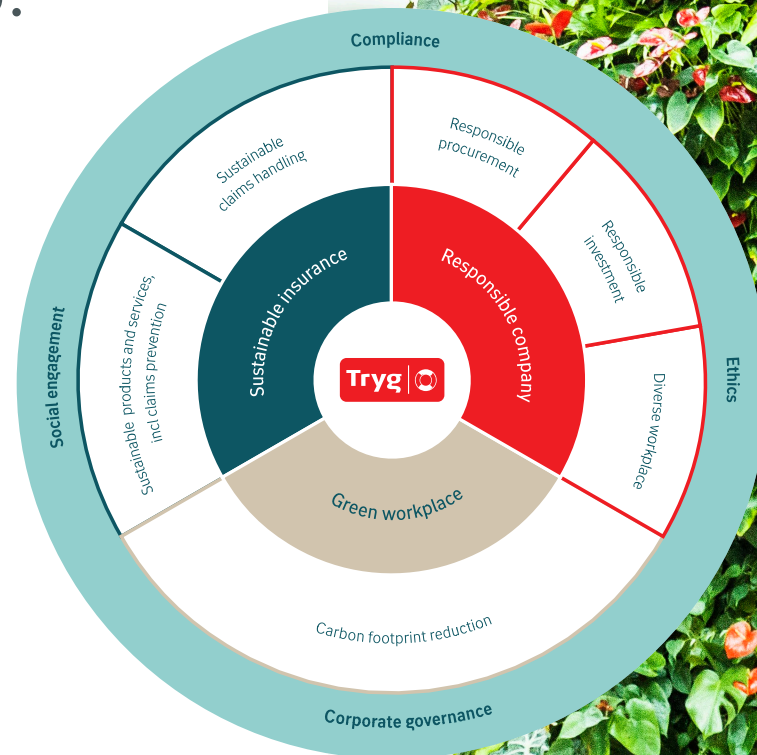 Compliance
Sustainable
claims handling
Responsible
procurement
Responsible
investment
Sustainable insurance
Responsible company
Social engagement
Sustainable products and services,
incl claims prevention
Tryg
Ethics
Diverse workplace
Green workplace
Carbon footprint reduction
Corporate governance